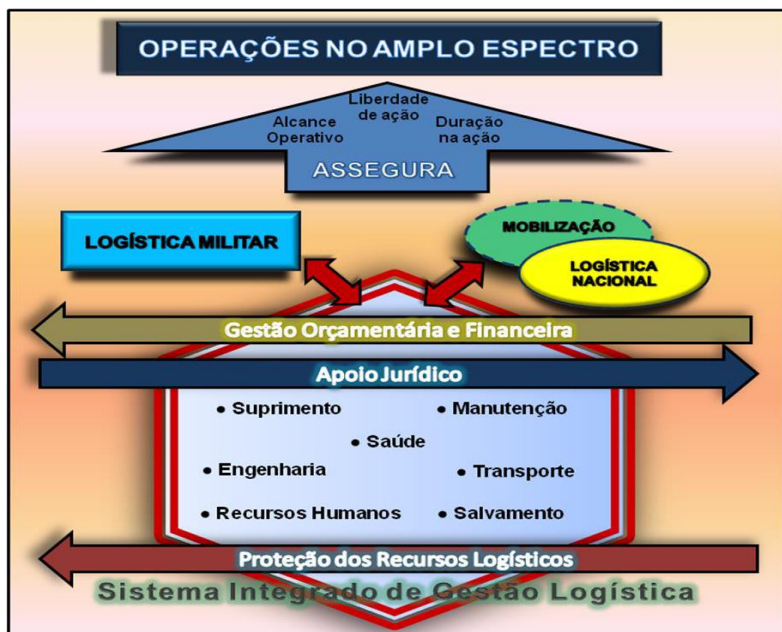 OPERAÇÕES NO AMPLO ESPECTRO
Alcance
Operativo
Liberdade
de ação
Duração
na ação
ASSEGURA
LOGÍSTICA MILITAR
MOBILIZAÇÃO
LOGÍSTICA
NACIONAL
Gestão Orçamentária e Financeira
Apoio Jurídico
• Suprimento
• Manutenção
• Saúde
• Engenharia
• Transporte
• Recursos Humanos
• Salvamento
Proteção dos Recursos Logísticos
Sistema Integrado de Gestão Logística